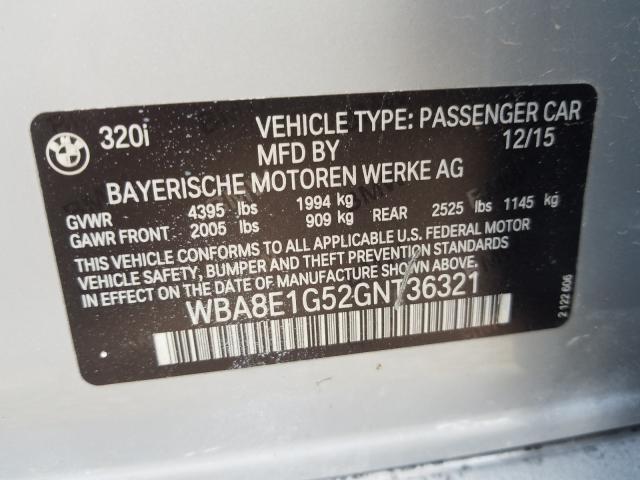 320i VEHICLE TYPE: PASSENGER CAR
MFD BY 12/15
BAYERISCHE MOTOREN WERKE AG
GVWR 4395 lbs 1994 kg
GAWR FRONT 2005 lbs 909 kg REAR 2525 lbs 1145 kg
THIS VEHICLE CONFORMS TO ALL APPLICABLE U.S. FEDERAL MOTOR
VEHICLE SAFETY, BUMPER AND THEFT PREVENTION STANDARDS
IN EFFECT ON THE DATE OF MANUFACTURE SHOWN ABOVE.
WBA8E1G52GNT36321
2 122 606